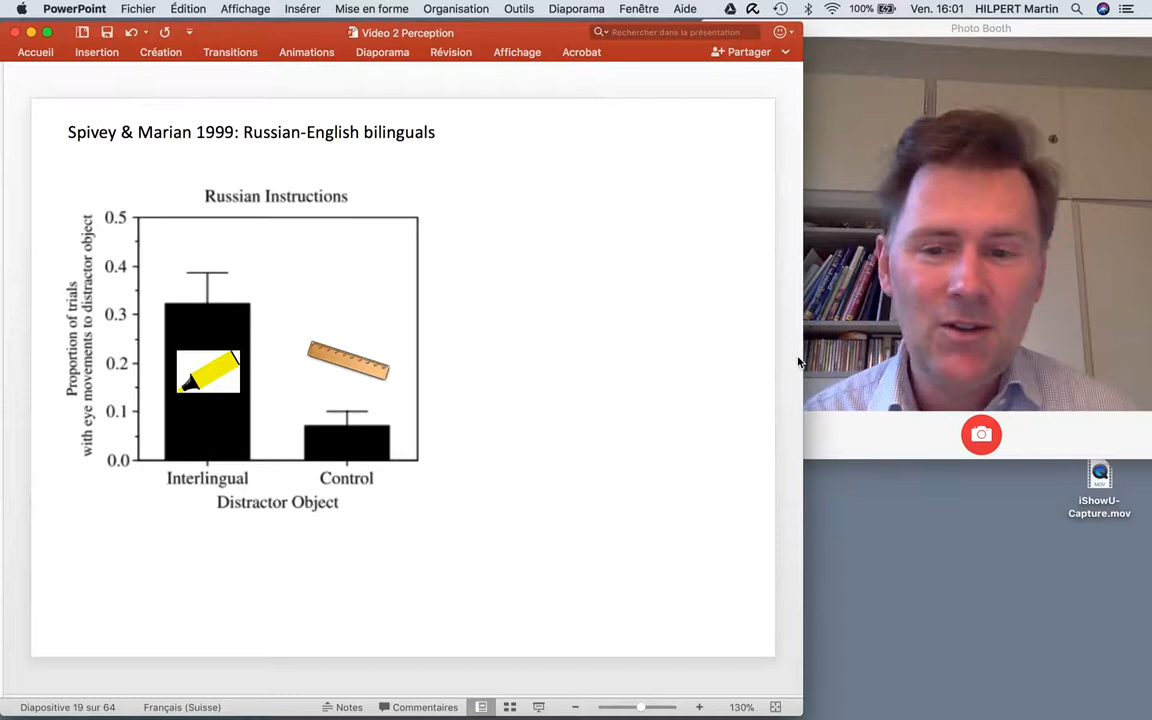 PowerPoint Fichier Édition Affichage Insérer Mise en forme Organisation Outils Diaporama Fenêtre Aide 100% Ven. 16:01 HILPERT Martin
Video 2 Perception
Rechercher dans la présentation
Photo Booth
Accueil Insertion Création Transitions Animations Diaporama Révision Affichage Acrobat Partager
Spivey & Marian 1999: Russian-English bilinguals
Russian Instructions
Proportion of trials
with eye movements to distractor object
0.5
0.4
0.3
0.2
0.1
0.0
Interlingual Control
Distractor Object
MOV
iShowU-
Capture.mov
Diapositive 19 sur 64 Français (Suisse) Notes Commentaires 130%